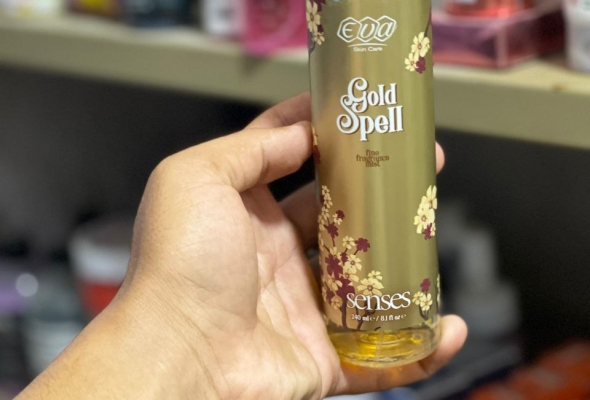 eva
Skin Care
Gold
Spell
fine
fragrance
mist
senses
240 ml e / 8.1 fl oz e